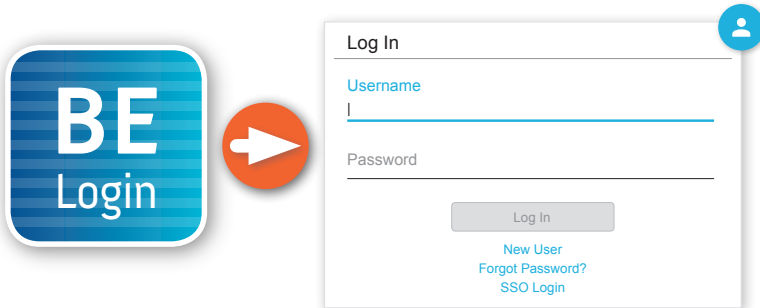 BE
Login
Log In
Username
Password
Log In
New User
Forgot Password?
SSO Login